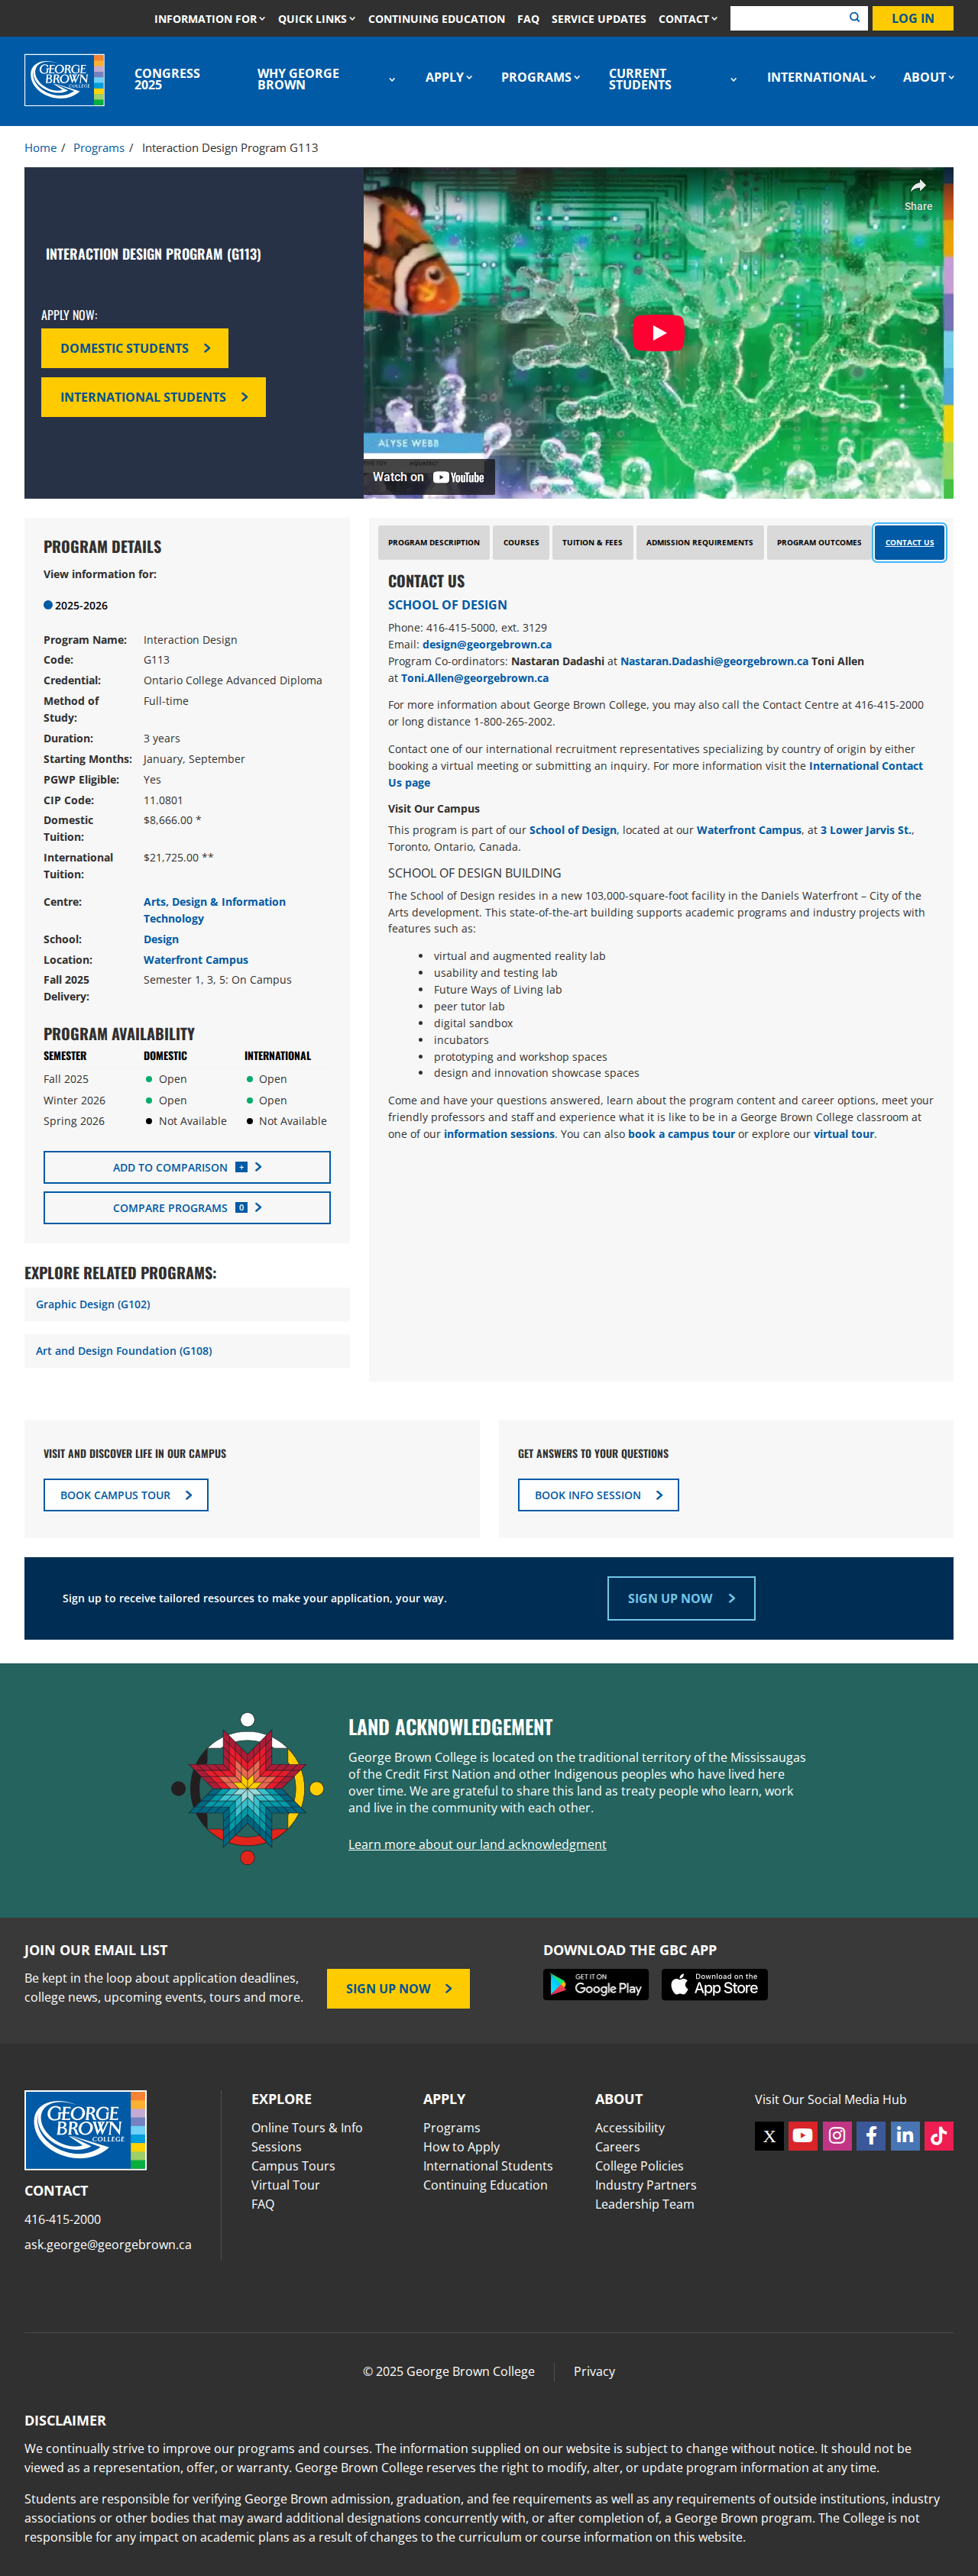 INFORMATION FOR QUICK LINKS CONTINUING EDUCATION FAQ SERVICE UPDATES CONTACT LOG IN
GEORGE BROWN COLLEGE
CONGRESS 2025
WHY GEORGE BROWN
APPLY
PROGRAMS
CURRENT STUDENTS
INTERNATIONAL
ABOUT
Home / Programs / Interaction Design Program G113
INTERACTION DESIGN PROGRAM (G113)
APPLY NOW:
DOMESTIC STUDENTS
INTERNATIONAL STUDENTS
Share
ALYSE WEBB
Watch on YouTube
PROGRAM DETAILS
View information for:
2025-2026
Program Name: Interaction Design
Code: G113
Credential: Ontario College Advanced Diploma
Method of Study: Full-time
Duration: 3 years
Starting Months: January, September
PGWP Eligible: Yes
CIP Code: 11.0801
Domestic Tuition: $8,666.00 *
International Tuition: $21,725.00 **
Centre: Arts, Design & Information Technology
School: Design
Location: Waterfront Campus
Fall 2025 Delivery: Semester 1, 3, 5: On Campus
PROGRAM AVAILABILITY
SEMESTER DOMESTIC INTERNATIONAL
Fall 2025 Open Open
Winter 2026 Open Open
Spring 2026 Not Available Not Available
ADD TO COMPARISON +
COMPARE PROGRAMS 0
EXPLORE RELATED PROGRAMS:
Graphic Design (G102)
Art and Design Foundation (G108)
PROGRAM DESCRIPTION COURSES TUITION & FEES ADMISSION REQUIREMENTS PROGRAM OUTCOMES CONTACT US
CONTACT US
SCHOOL OF DESIGN
Phone: 416-415-5000, ext. 3129
Email: design@georgebrown.ca
Program Co-ordinators: Nastaran Dadashi at Nastaran.Dadashi@georgebrown.ca Toni Allen
at Toni.Allen@georgebrown.ca
For more information about George Brown College, you may also call the Contact Centre at 416-415-2000
or long distance 1-800-265-2002.
Contact one of our international recruitment representatives specializing by country of origin by either
booking a virtual meeting or submitting an inquiry. For more information visit the International Contact
Us page
Visit Our Campus
This program is part of our School of Design, located at our Waterfront Campus, at 3 Lower Jarvis St.,
Toronto, Ontario, Canada.
SCHOOL OF DESIGN BUILDING
The School of Design resides in a new 103,000-square-foot facility in the Daniels Waterfront – City of the
Arts development. This state-of-the-art building supports academic programs and industry projects with
features such as:
• virtual and augmented reality lab
• usability and testing lab
• Future Ways of Living lab
• peer tutor lab
• digital sandbox
• incubators
• prototyping and workshop spaces
• design and innovation showcase spaces
Come and have your questions answered, learn about the program content and career options, meet your
friendly professors and staff and experience what it is like to be in a George Brown College classroom at
one of our information sessions. You can also book a campus tour or explore our virtual tour.
VISIT AND DISCOVER LIFE IN OUR CAMPUS
BOOK CAMPUS TOUR
GET ANSWERS TO YOUR QUESTIONS
BOOK INFO SESSION
Sign up to receive tailored resources to make your application, your way.
SIGN UP NOW
LAND ACKNOWLEDGEMENT
George Brown College is located on the traditional territory of the Mississaugas
of the Credit First Nation and other Indigenous peoples who have lived here
over time. We are grateful to share this land as treaty people who learn, work
and live in the community with each other.
Learn more about our land acknowledgment
JOIN OUR EMAIL LIST
Be kept in the loop about application deadlines,
college news, upcoming events, tours and more.
SIGN UP NOW
DOWNLOAD THE GBC APP
GET IT ON Google Play
Download on the App Store
GEORGE BROWN COLLEGE
CONTACT
416-415-2000
ask.george@georgebrown.ca
EXPLORE
Online Tours & Info
Sessions
Campus Tours
Virtual Tour
FAQ
APPLY
Programs
How to Apply
International Students
Continuing Education
ABOUT
Accessibility
Careers
College Policies
Industry Partners
Leadership Team
Visit Our Social Media Hub
© 2025 George Brown College
Privacy
DISCLAIMER
We continually strive to improve our programs and courses. The information supplied on our website is subject to change without notice. It should not be
viewed as a representation, offer, or warranty. George Brown College reserves the right to modify, alter, or update program information at any time.
Students are responsible for verifying George Brown admission, graduation, and fee requirements as well as any requirements of outside institutions, industry
associations or other bodies that may award additional designations concurrently with, or after completion of, a George Brown program. The College is not
responsible for any impact on academic plans as a result of changes to the curriculum or course information on this website.